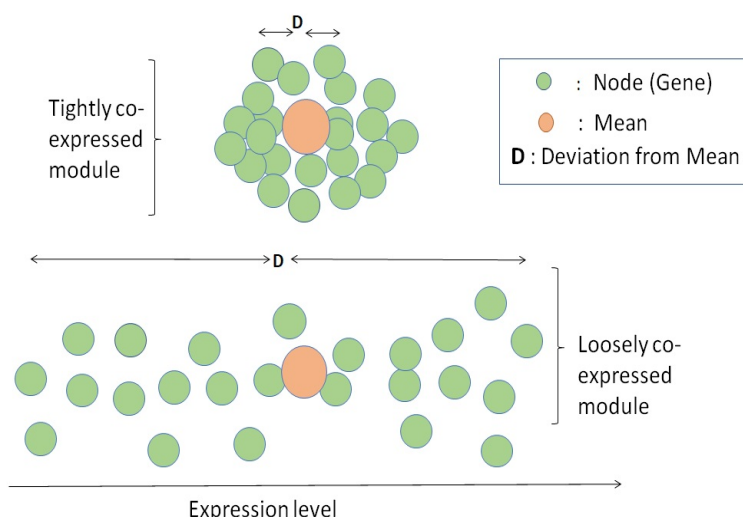 D
Tightly co-
expressed
module
: Node (Gene)
: Mean
D : Deviation from Mean
D
Loosely co-
expressed
module
Expression level